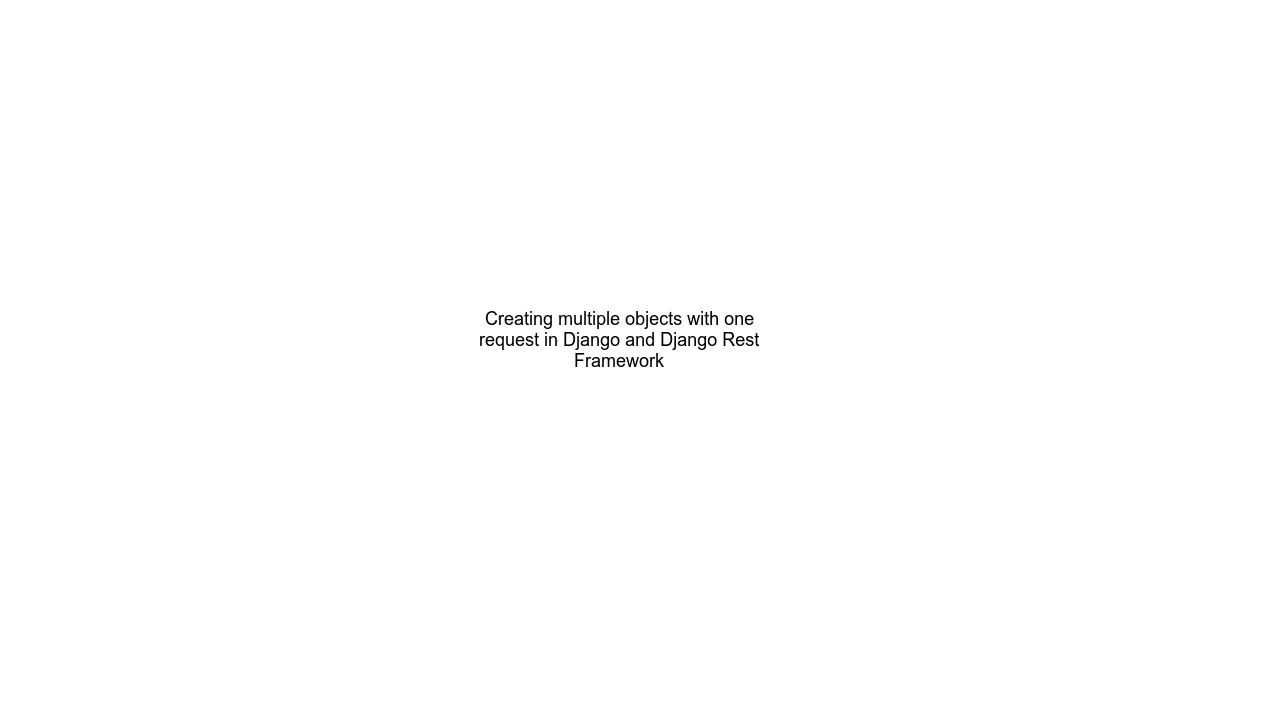 Creating multiple objects with one
request in Django and Django Rest
Framework